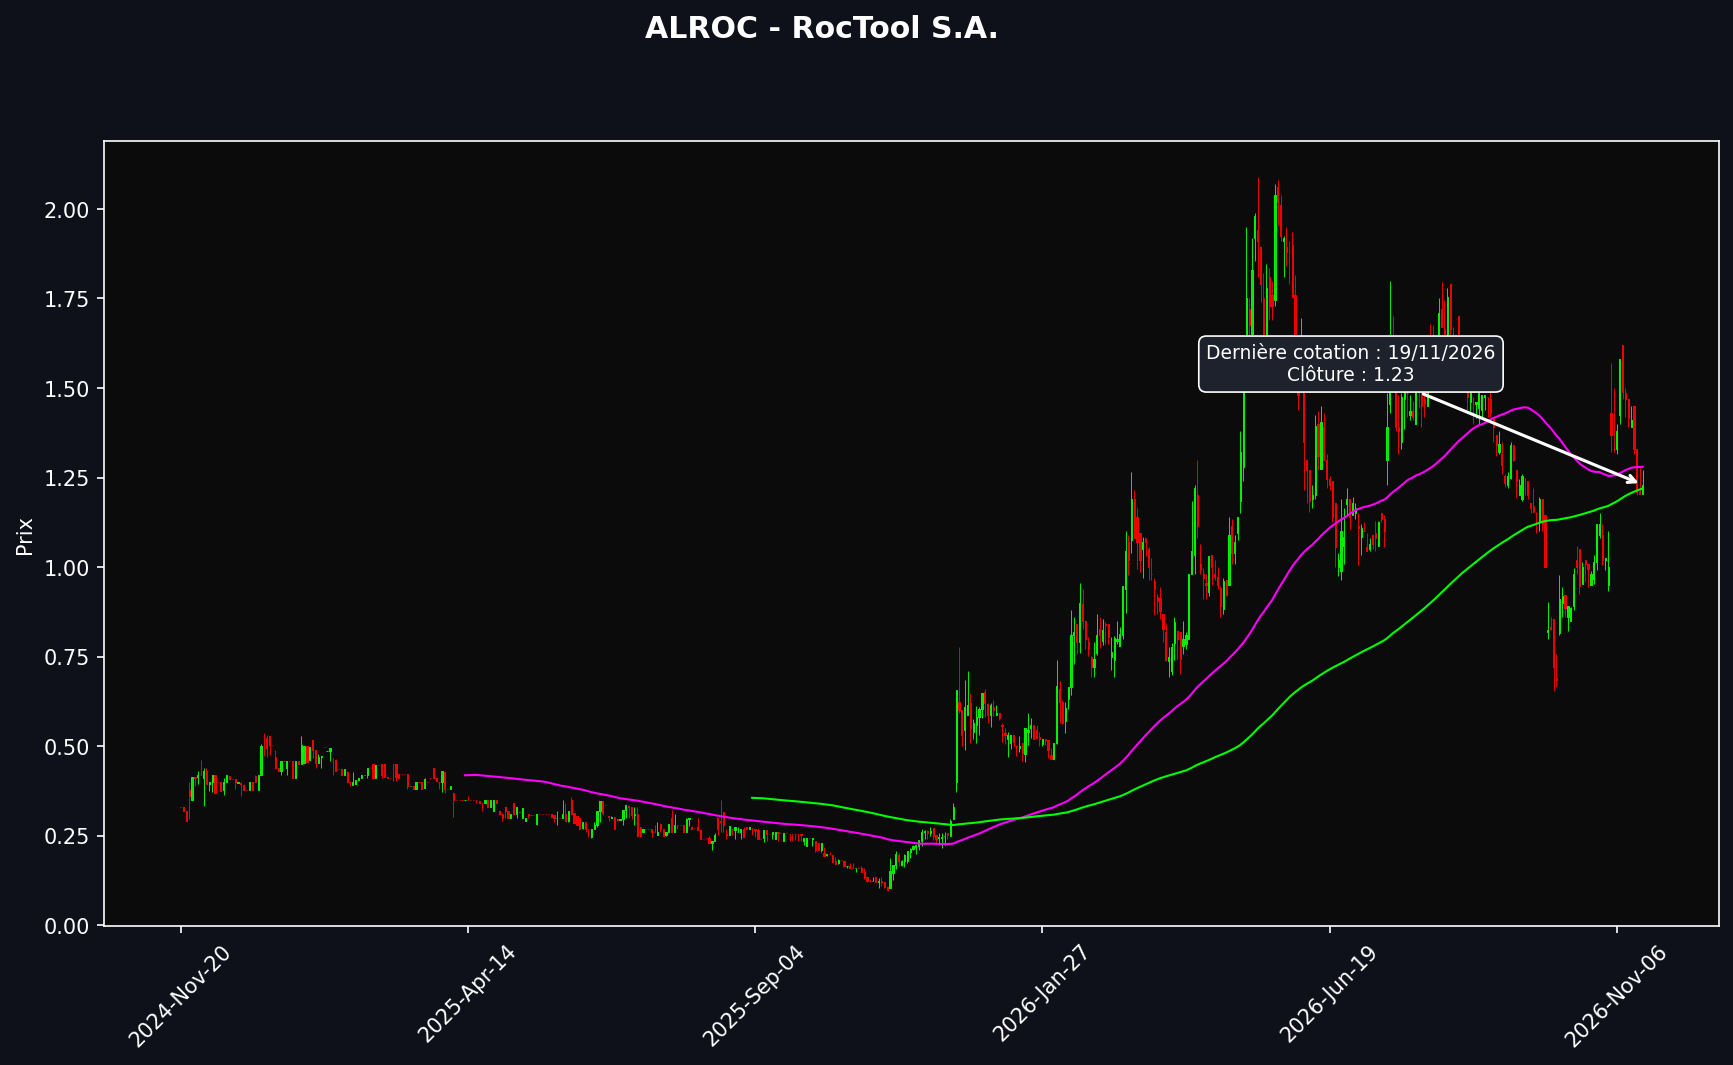 ALROC - RocTool S.A.
Prix
2.00
1.75
1.50
1.25
1.00
0.75
0.50
0.25
0.00
Dernière cotation : 19/11/2026
Clôture : 1.23
2024-Nov-20
2025-Apr-14
2025-Sep-04
2026-Jan-27
2026-Jun-19
2026-Nov-06